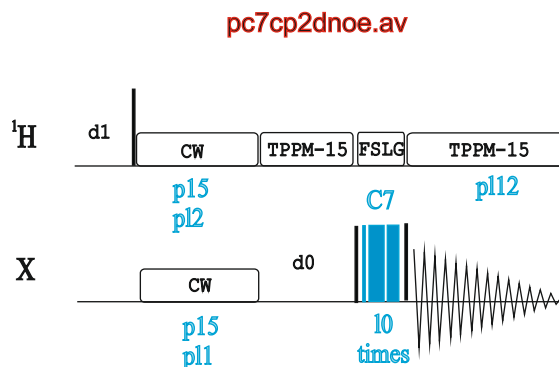 pc7cp2dnoe.av
¹H
d1
CW
TPPM-15
FSLG
TPPM-15
p15
pl2
C7
pl12
X
CW
d0
p15
pl1
l0
times